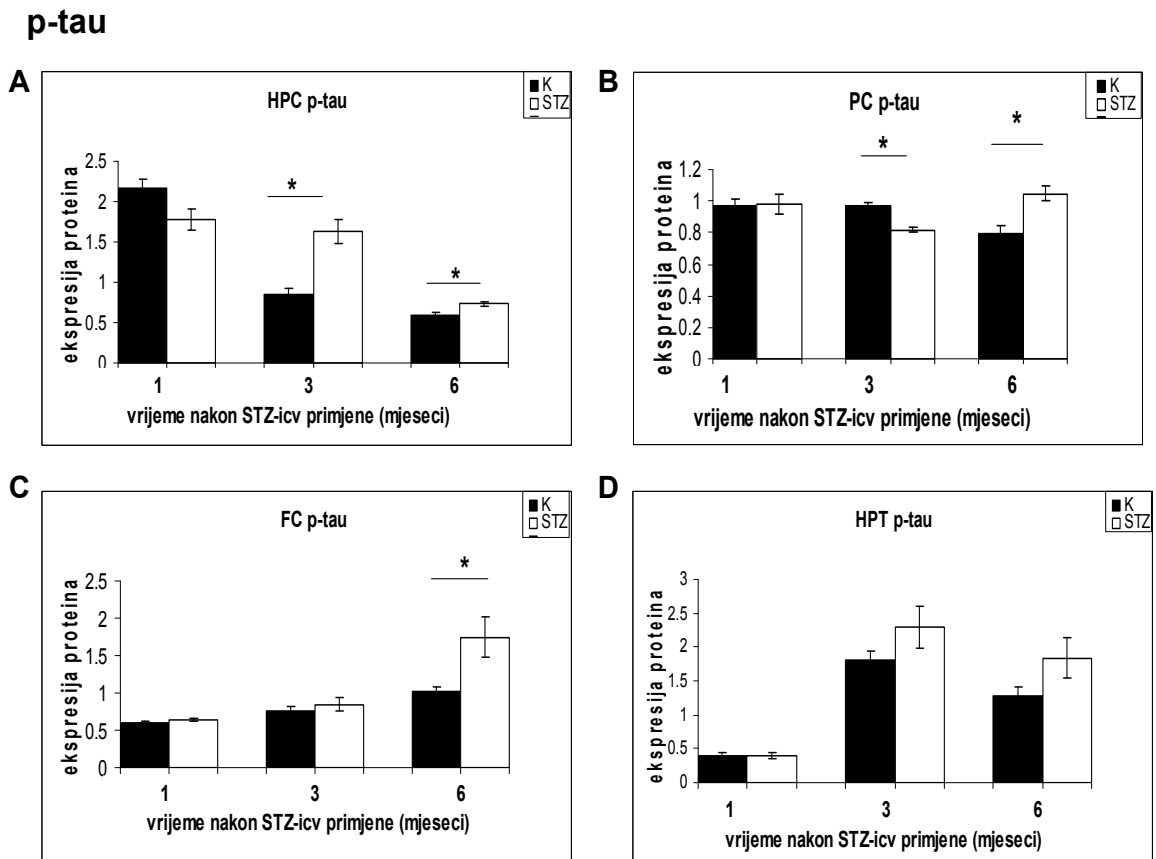 p-tau
A
HPC p-tau
K
STZ
ekspresija proteina
2.5
2
1.5
1
0.5
0
*
*
1 3 6
vrijeme nakon STZ-icv primjene (mjeseci)
B
PC p-tau
K
STZ
ekspresija proteina
1.2
1
0.8
0.6
0.4
0.2
0
*
*
1 3 6
vrijeme nakon STZ-icv primjene (mjeseci)
C
FC p-tau
K
STZ
ekspresija proteina
2.5
2
1.5
1
0.5
0
*
1 3 6
vrijeme nakon STZ-icv primjene (mjeseci)
D
HPT p-tau
K
STZ
ekspresija proteina
3
2.5
2
1.5
1
0.5
0
1 3 6
vrijeme nakon STZ-icv primjene (mjeseci)